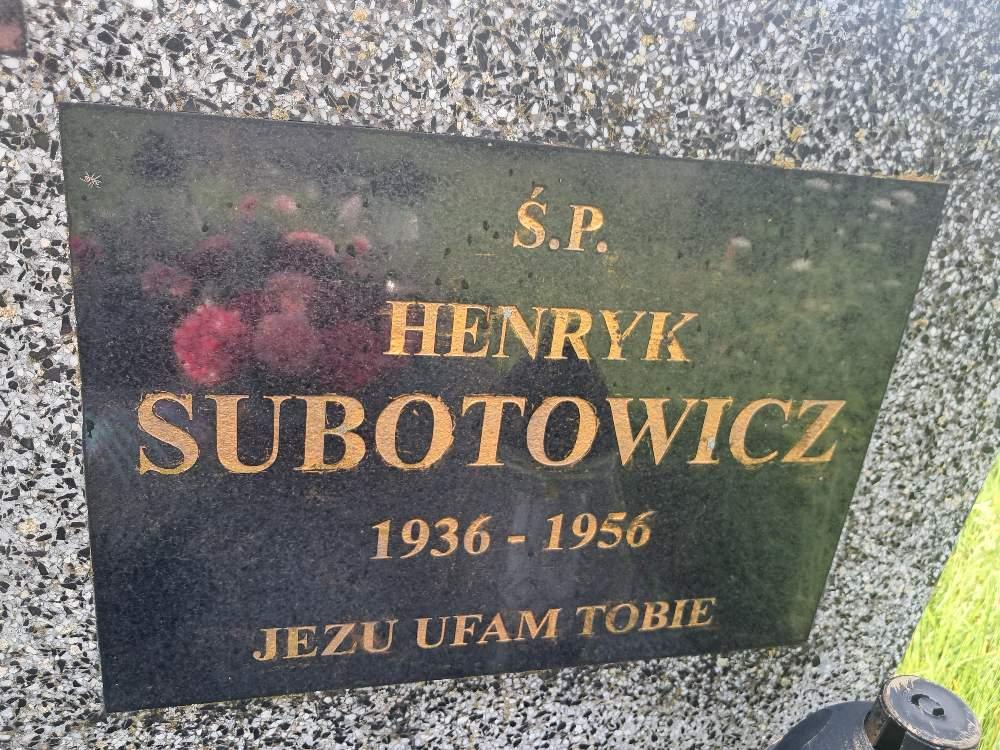 Ś.P.
HENRYK
SUBOTOWICZ
1936 - 1956
JEZU UFAM TOBIE